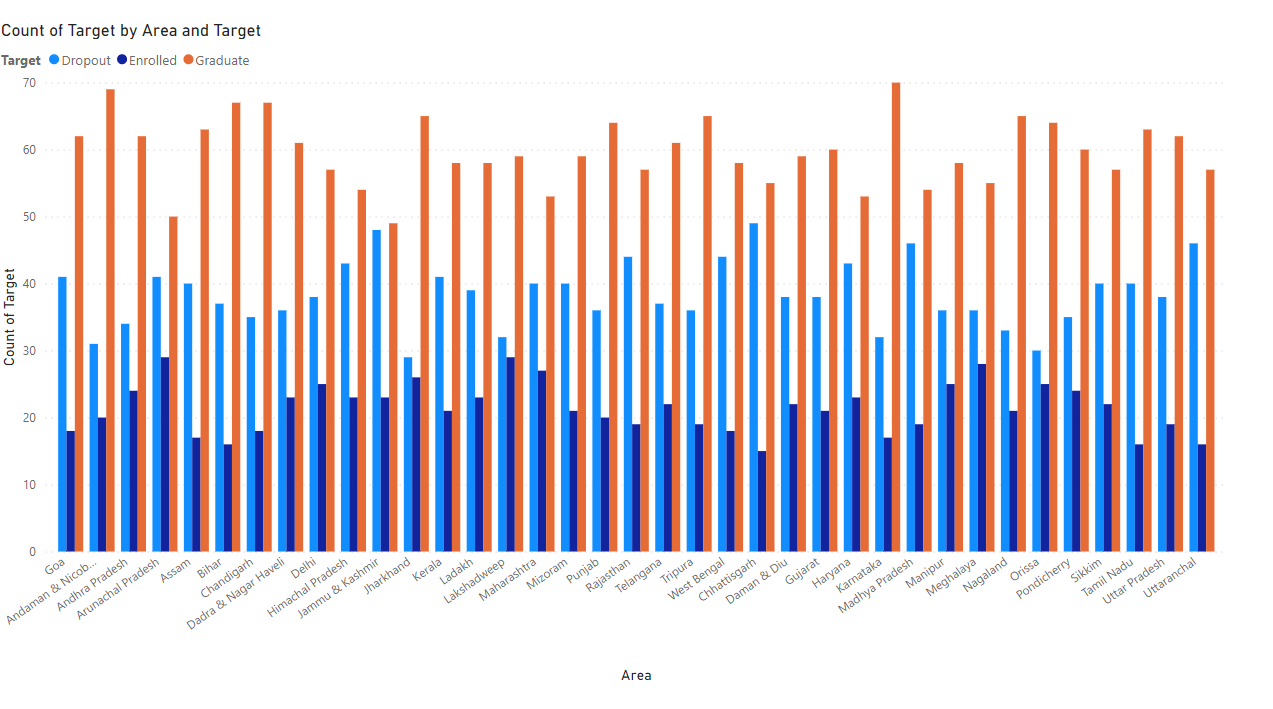 Count of Target by Area and Target
Target Dropout Enrolled Graduate
70
60
50
40
30
20
10
0
Count of Target
Goa
Andaman & Nicob...
Andhra Pradesh
Arunachal Pradesh
Assam
Bihar
Chandigarh
Dadra & Nagar Haveli
Delhi
Himachal Pradesh
Jammu & Kashmir
Jharkhand
Kerala
Ladakh
Lakshadweep
Maharashtra
Mizoram
Punjab
Rajasthan
Telangana
Tripura
West Bengal
Chhattisgarh
Daman & Diu
Gujarat
Haryana
Karnataka
Madhya Pradesh
Manipur
Meghalaya
Nagaland
Orissa
Pondicherry
Sikkim
Tamil Nadu
Uttar Pradesh
Uttaranchal
Area